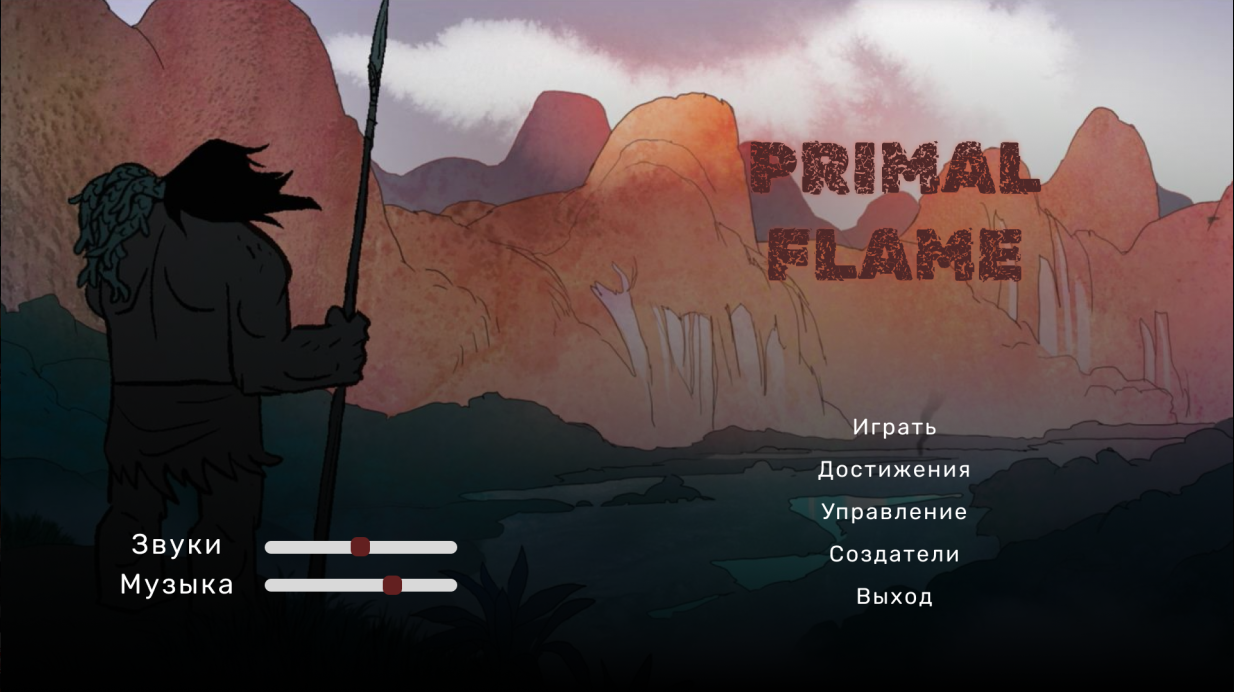 PRIMAL
FLAME
Играть
Достижения
Управление
Создатели
Выход
Звуки
Музыка